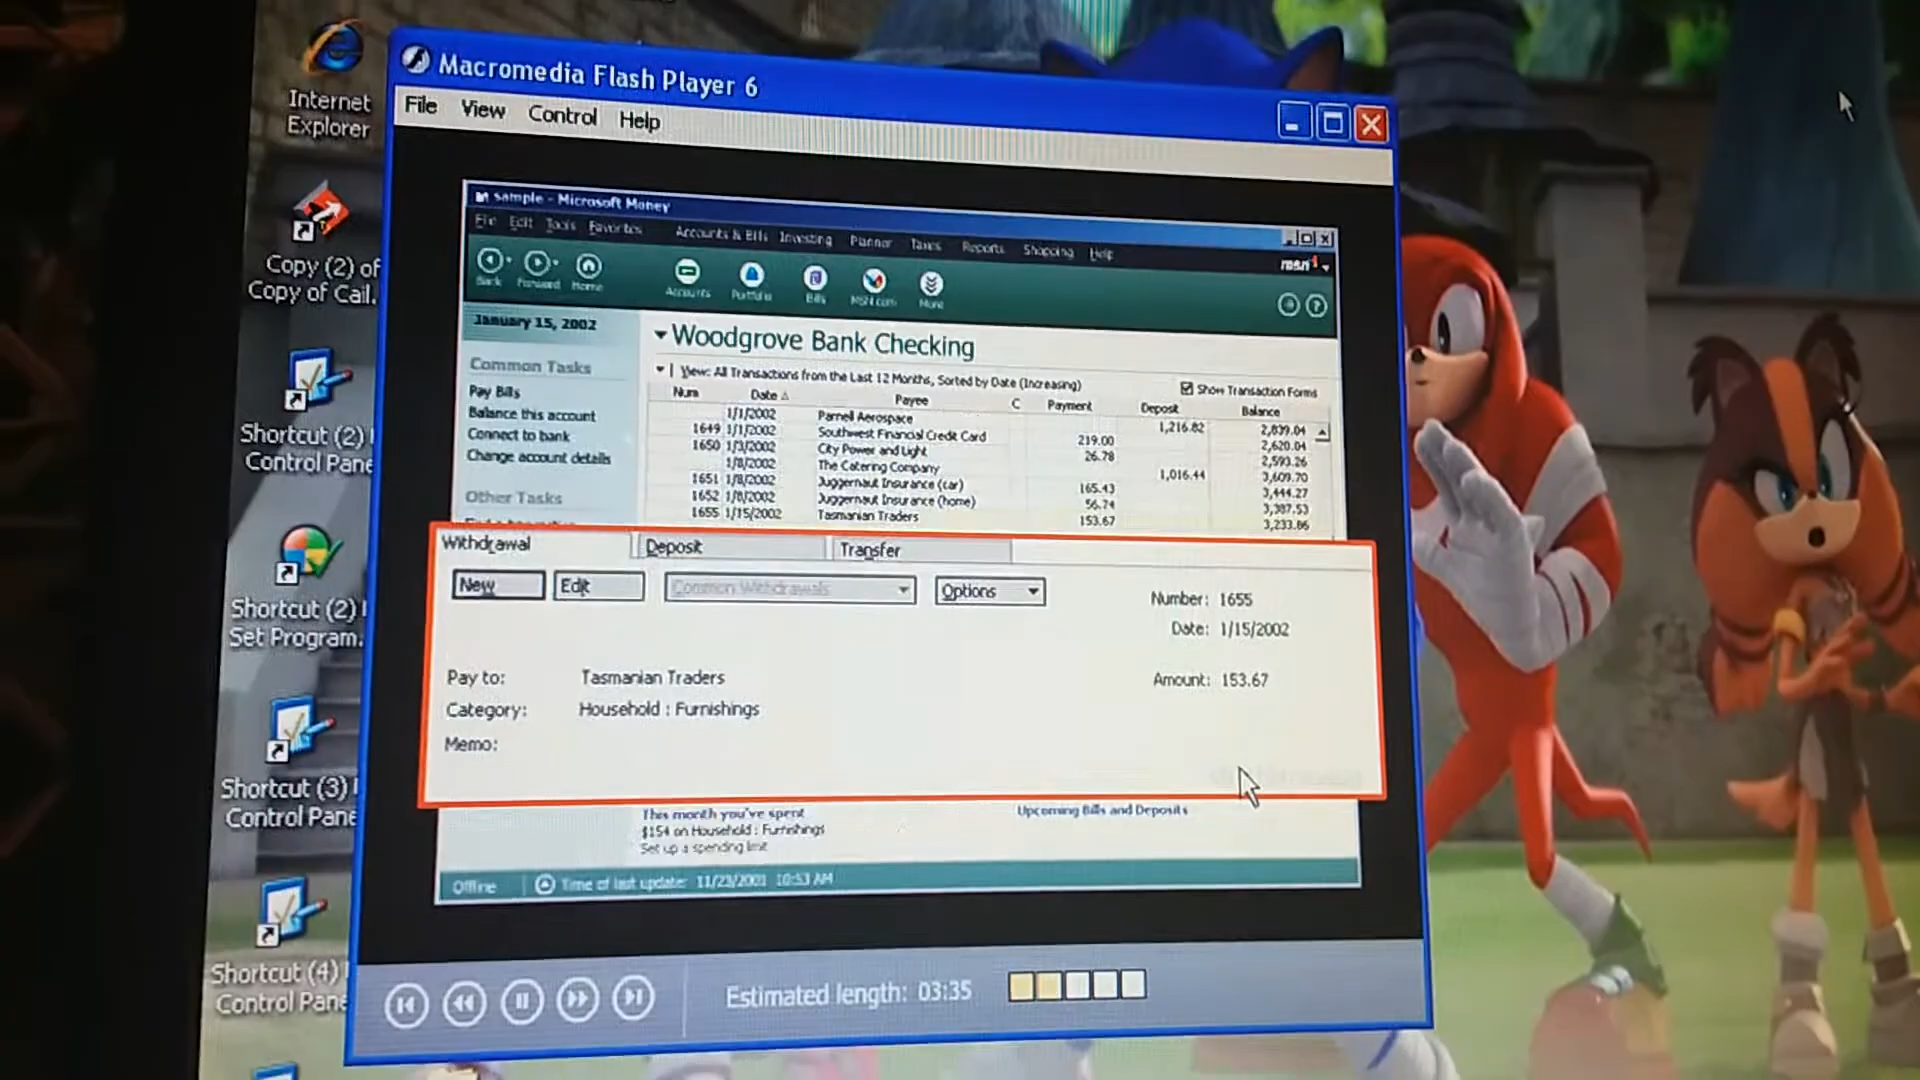 Internet
Explorer
Copy (2) of
Copy of Cal.
Shortcut (2)
Control Pane
Shortcut (2)
Set Program.
Shortcut (3)
Control Pane
Shortcut (4)
Control Pane
Macromedia Flash Player 6
File View Control Help
sample - Microsoft Money
File Edit Tools Favorites Accounts & Bills Investing Planner Taxes Reports Shopping Help
Back Forward Home Accounts Portfolio Bills MSN.com More
msn
January 15, 2002
Common Tasks
Pay Bills
Balance this account
Connect to bank
Change account details
Other Tasks
Woodgrove Bank Checking
View: All Transactions from the Last 12 Months, Sorted by Date (Increasing)
Show Transaction Forms
Num Date Payee C Payment Deposit Balance
1/1/2002 Parnell Aerospace 1,216.82 2,839.04
1649 1/1/2002 Southwest Financial Credit Card 219.00 2,620.04
1650 1/3/2002 City Power and Light 26.78 2,593.26
1/8/2002 The Catering Company 1,016.44 3,609.70
1651 1/8/2002 Juggernaut Insurance (car) 165.43 3,444.27
1652 1/8/2002 Juggernaut Insurance (home) 56.74 3,387.53
1655 1/15/2002 Tasmanian Traders 153.67 3,233.86
Withdrawal Deposit Transfer
New Edit Common Withdrawals Options
Number: 1655
Date: 1/15/2002
Pay to: Tasmanian Traders
Amount: 153.67
Category: Household : Furnishings
Memo:
This month you've spent
$154 on Household : Furnishings
Set up a spending limit
Upcoming Bills and Deposits
Offline Time of last update: 11/23/2001 10:53 AM
Estimated length: 03:35